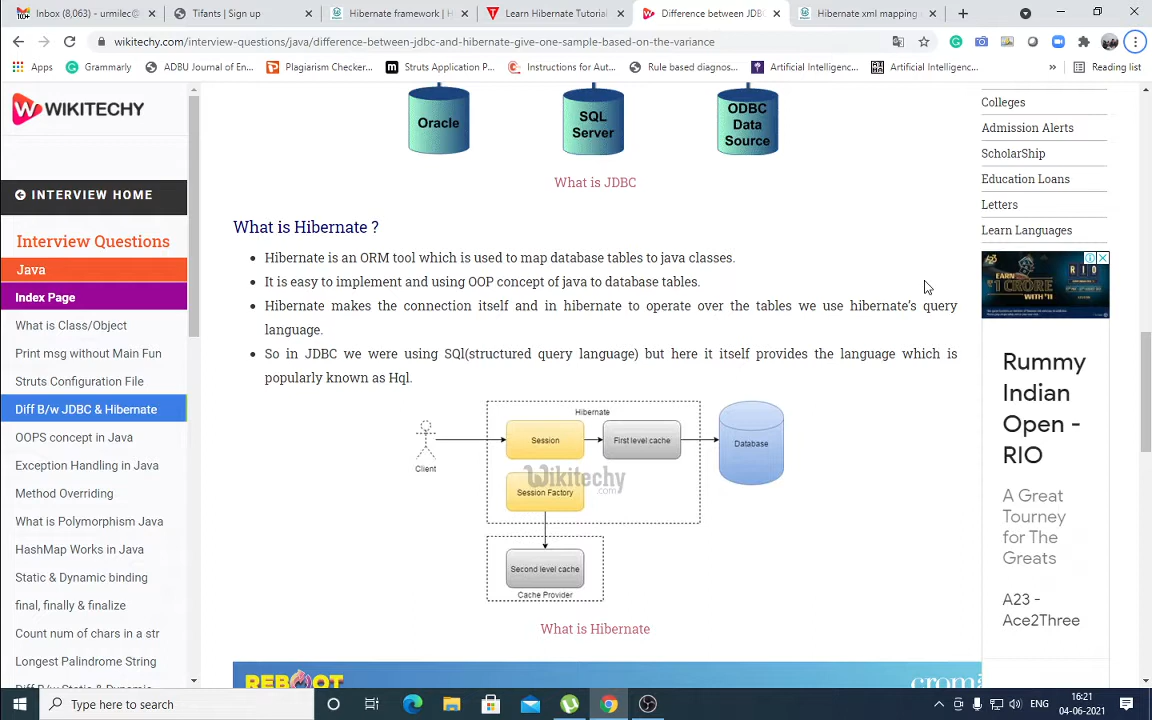 Inbox (8,063) - urmilec@
Tifants | Sign up
Hibernate framework | H
Learn Hibernate Tutorial
Difference between JDB
Hibernate xml mapping
wikitechy.com/interview-questions/java/difference-between-jdbc-and-hibernate-give-one-sample-based-on-the-variance
Apps
Grammarly
ADBU Journal of En...
Plagiarism Checker...
Struts Application P...
Instructions for Aut...
Rule based diagnos...
Artificial Intelligenc...
Artificial Intelligenc...
»
Reading list
WIKITECHY
INTERVIEW HOME
Interview Questions
Java
Index Page
What is Class/Object
Print msg without Main Fun
Struts Configuration File
Diff B/w JDBC & Hibernate
OOPS concept in Java
Exception Handling in Java
Method Overriding
What is Polymorphism Java
HashMap Works in Java
Static & Dynamic binding
final, finally & finalize
Count num of chars in a str
Longest Palindrome String
Oracle
SQL
Server
ODBC
Data
Source
What is JDBC
What is Hibernate ?
• Hibernate is an ORM tool which is used to map database tables to java classes.
• It is easy to implement and using OOP concept of java to database tables.
• Hibernate makes the connection itself and in hibernate to operate over the tables we use hibernate's query
language.
• So in JDBC we were using SQl(structured query language) but here it itself provides the language which is
popularly known as Hql.
Hibernate
Client
Session
First level cache
Database
Wikitechy
.com
Session Factory
Second level cache
Cache Provider
What is Hibernate
REBOOT
Colleges
Admission Alerts
ScholarShip
Education Loans
Letters
Learn Languages
EARN
₹1 CRORE
WITH ₹11
RIO
Rummy
Indian
Open -
RIO
A Great
Tourney
for The
Greats
A23 -
Ace2Three
Type here to search
ENG
16:21
04-06-2021